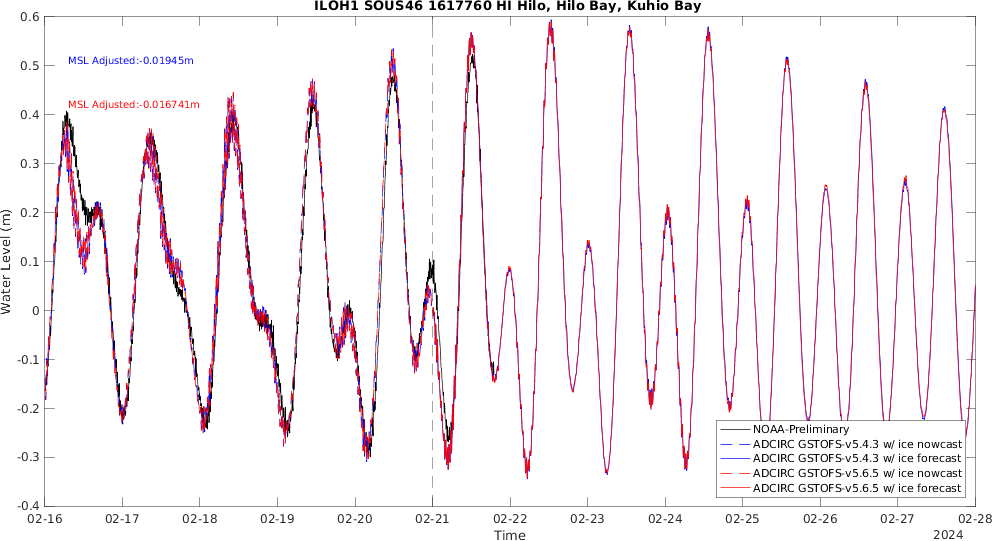 ILOH1 SOUS46 1617760 HI Hilo, Hilo Bay, Kuhio Bay
0.6
0.5
0.4
0.3
0.2
0.1
0
-0.1
-0.2
-0.3
-0.4
Water Level (m)
MSL Adjusted:-0.01945m
MSL Adjusted:-0.016741m
NOAA-Preliminary
ADCIRC GSTOFS-v5.4.3 w/ ice nowcast
ADCIRC GSTOFS-v5.4.3 w/ ice forecast
ADCIRC GSTOFS-v5.6.5 w/ ice nowcast
ADCIRC GSTOFS-v5.6.5 w/ ice forecast
02-16 02-17 02-18 02-19 02-20 02-21 02-22 02-23 02-24 02-25 02-26 02-27 02-28
Time
2024